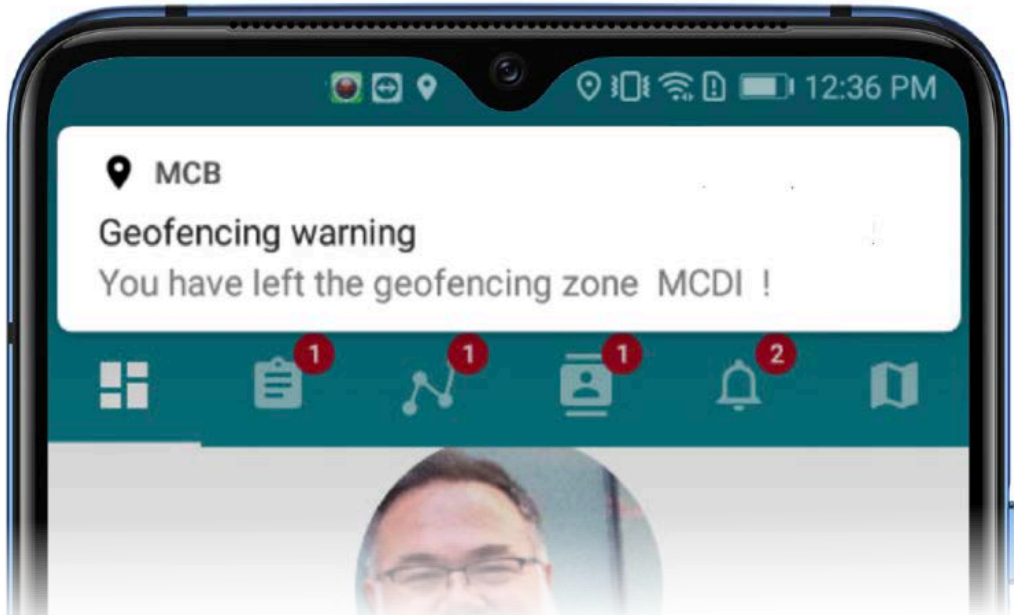 12:36 PM
MCB
Geofencing warning
You have left the geofencing zone MCDI !
1
1
1
2